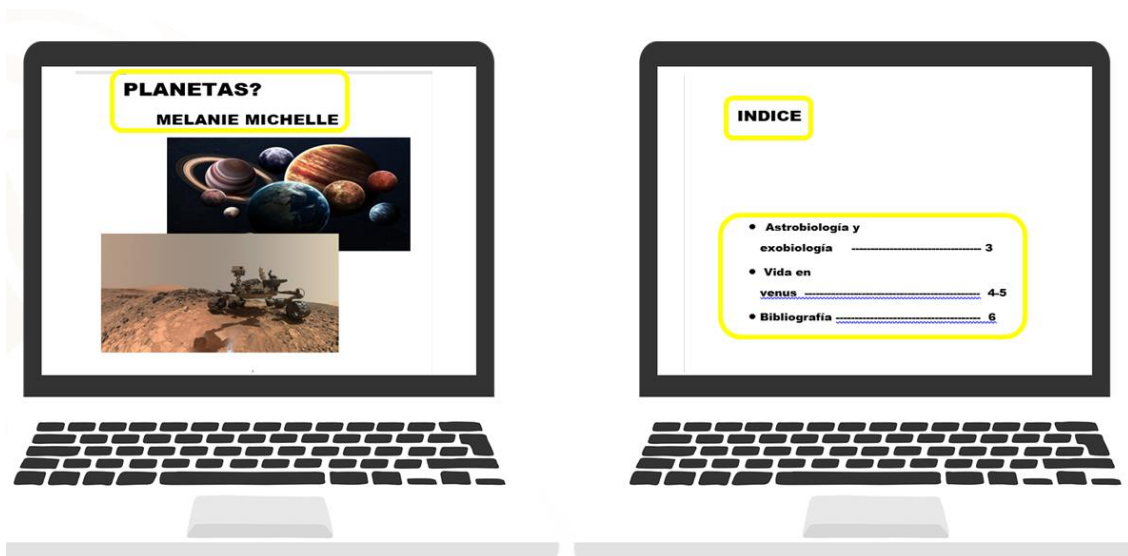 PLANETAS?
MELANIE MICHELLE
INDICE
• Astrobiología y
exobiología ------------------------------- 3
• Vida en
venus ------------------------------------------ 4-5
• Bibliografía ----------------------------------- 6